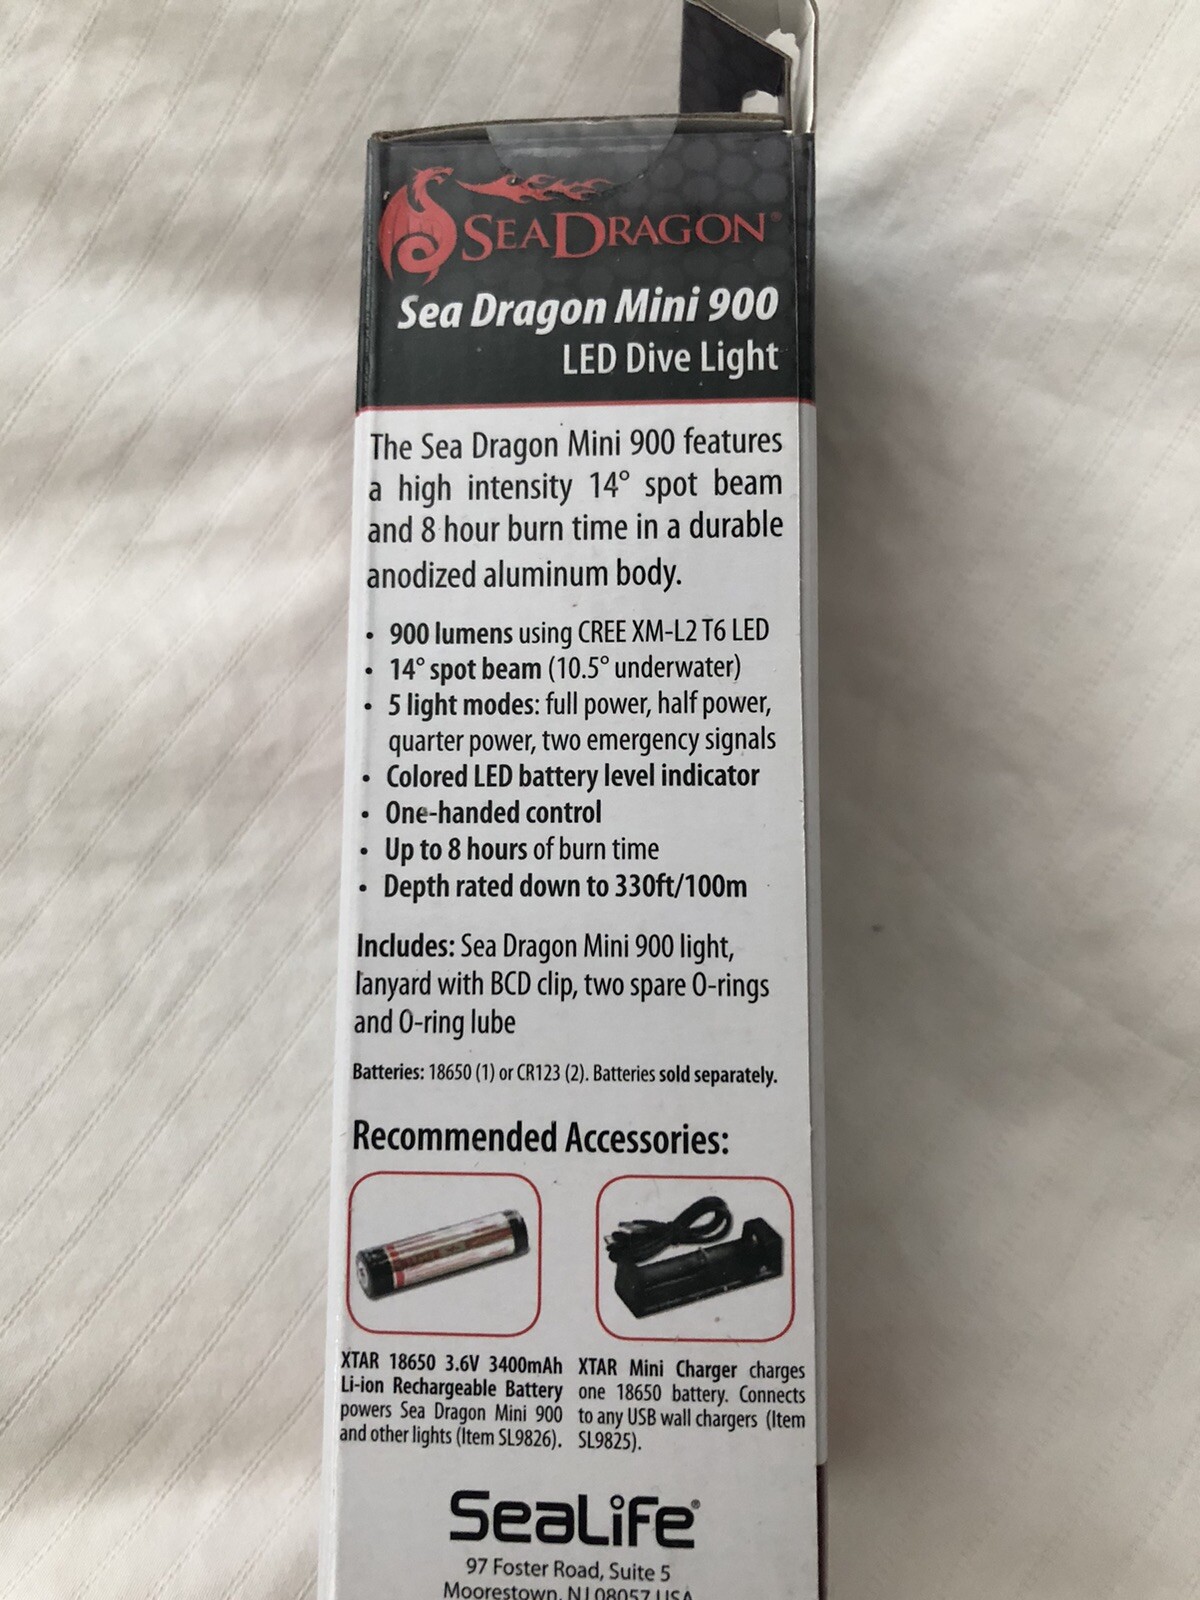 SEADRAGON®
Sea Dragon Mini 900
LED Dive Light
The Sea Dragon Mini 900 features
a high intensity 14° spot beam
and 8 hour burn time in a durable
anodized aluminum body.
• 900 lumens using CREE XM-L2 T6 LED
• 14° spot beam (10.5° underwater)
• 5 light modes: full power, half power,
quarter power, two emergency signals
• Colored LED battery level indicator
• One-handed control
• Up to 8 hours of burn time
• Depth rated down to 330ft/100m
Includes: Sea Dragon Mini 900 light,
lanyard with BCD clip, two spare O-rings
and O-ring lube
Batteries: 18650 (1) or CR123 (2). Batteries sold separately.
Recommended Accessories:
XTAR 18650 3.6V 3400mAh
Li-ion Rechargeable Battery
powers Sea Dragon Mini 900
and other lights (Item SL9826).
XTAR Mini Charger charges
one 18650 battery. Connects
to any USB wall chargers (Item
SL9825).
SeaLife®
97 Foster Road, Suite 5
Moorestown, NJ 08057 USA